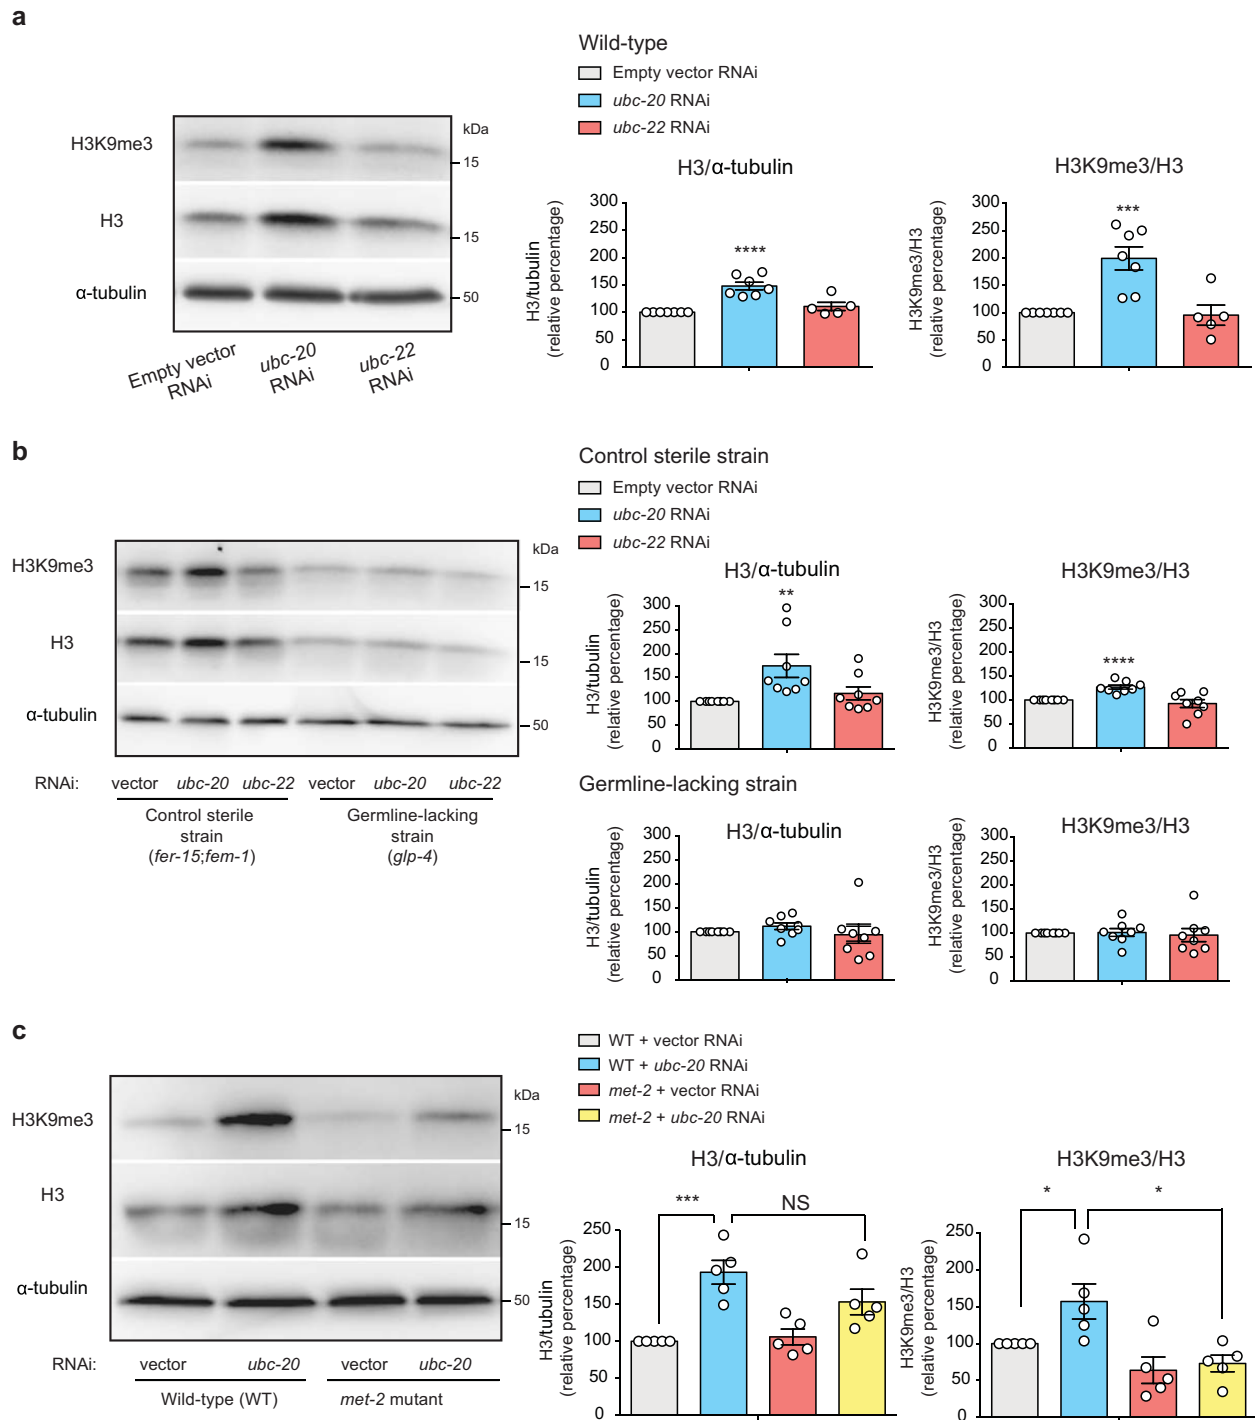 a
Wild-type
Empty vector RNAi
ubc-20 RNAi
ubc-22 RNAi
H3K9me3
H3
α-tubulin
kDa
15
15
50
Empty vector
RNAi
ubc-20
RNAi
ubc-22
RNAi
H3/α-tubulin
H3/tubulin
(relative percentage)
300
250
200
150
100
50
0
****
H3K9me3/H3
H3K9me3/H3
(relative percentage)
300
250
200
150
100
50
0
***
b
Control sterile strain
Empty vector RNAi
ubc-20 RNAi
ubc-22 RNAi
H3K9me3
H3
α-tubulin
kDa
15
15
50
RNAi:
vector
ubc-20
ubc-22
vector
ubc-20
ubc-22
Control sterile
strain
(fer-15;fem-1)
Germline-lacking
strain
(glp-4)
H3/α-tubulin
H3/tubulin
(relative percentage)
300
250
200
150
100
50
0
**
H3K9me3/H3
H3K9me3/H3
(relative percentage)
300
250
200
150
100
50
0
****
Germline-lacking strain
H3/α-tubulin
H3/tubulin
(relative percentage)
300
250
200
150
100
50
0
H3K9me3/H3
H3K9me3/H3
(relative percentage)
300
250
200
150
100
50
0
c
WT + vector RNAi
WT + ubc-20 RNAi
met-2 + vector RNAi
met-2 + ubc-20 RNAi
H3K9me3
H3
α-tubulin
kDa
15
15
50
RNAi:
vector
ubc-20
vector
ubc-20
Wild-type (WT)
met-2 mutant
H3/α-tubulin
H3/tubulin
(relative percentage)
250
200
150
100
50
0
***
NS
H3K9me3/H3
H3K9me3/H3
(relative percentage)
250
200
150
100
50
0
*
*